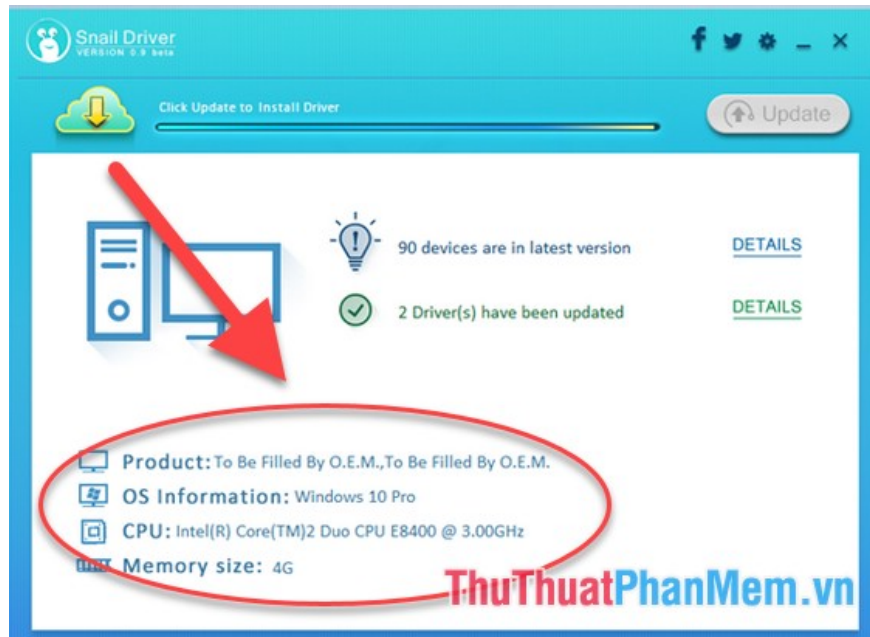 Snail Driver
VERSION 0.9 beta
Click Update to Install Driver
Update
90 devices are in latest version
DETAILS
2 Driver(s) have been updated
DETAILS
Product: To Be Filled By O.E.M.,To Be Filled By O.E.M.
OS Information: Windows 10 Pro
CPU: Intel(R) Core(TM)2 Duo CPU E8400 @ 3.00GHz
Memory size: 4G
ThuThuatPhanMem.vn